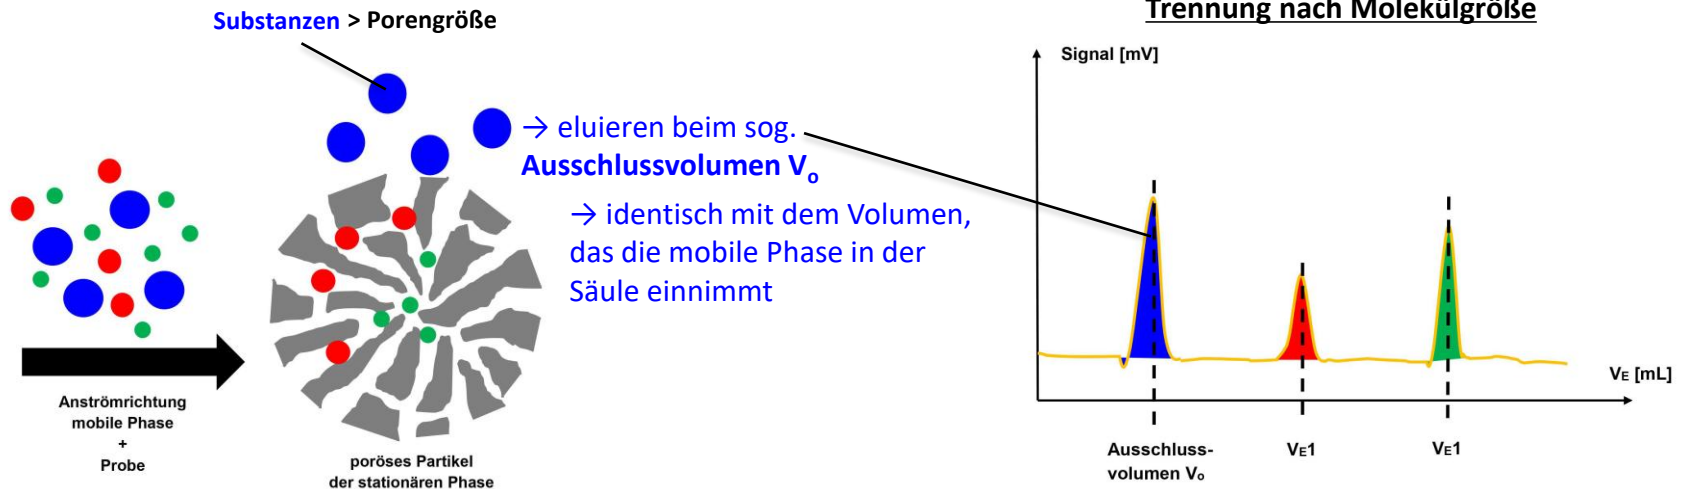 Substanzen > Porengröße
→ eluieren beim sog.
Ausschlussvolumen Vo
→ identisch mit dem Volumen,
das die mobile Phase in der
Säule einnimmt
Anströmrichtung
mobile Phase
+
Probe
poröses Partikel
der stationären Phase
Trennung nach Molekülgröße
Signal [mV]
VE [mL]
Ausschluss-
volumen Vo
VE1
VE1